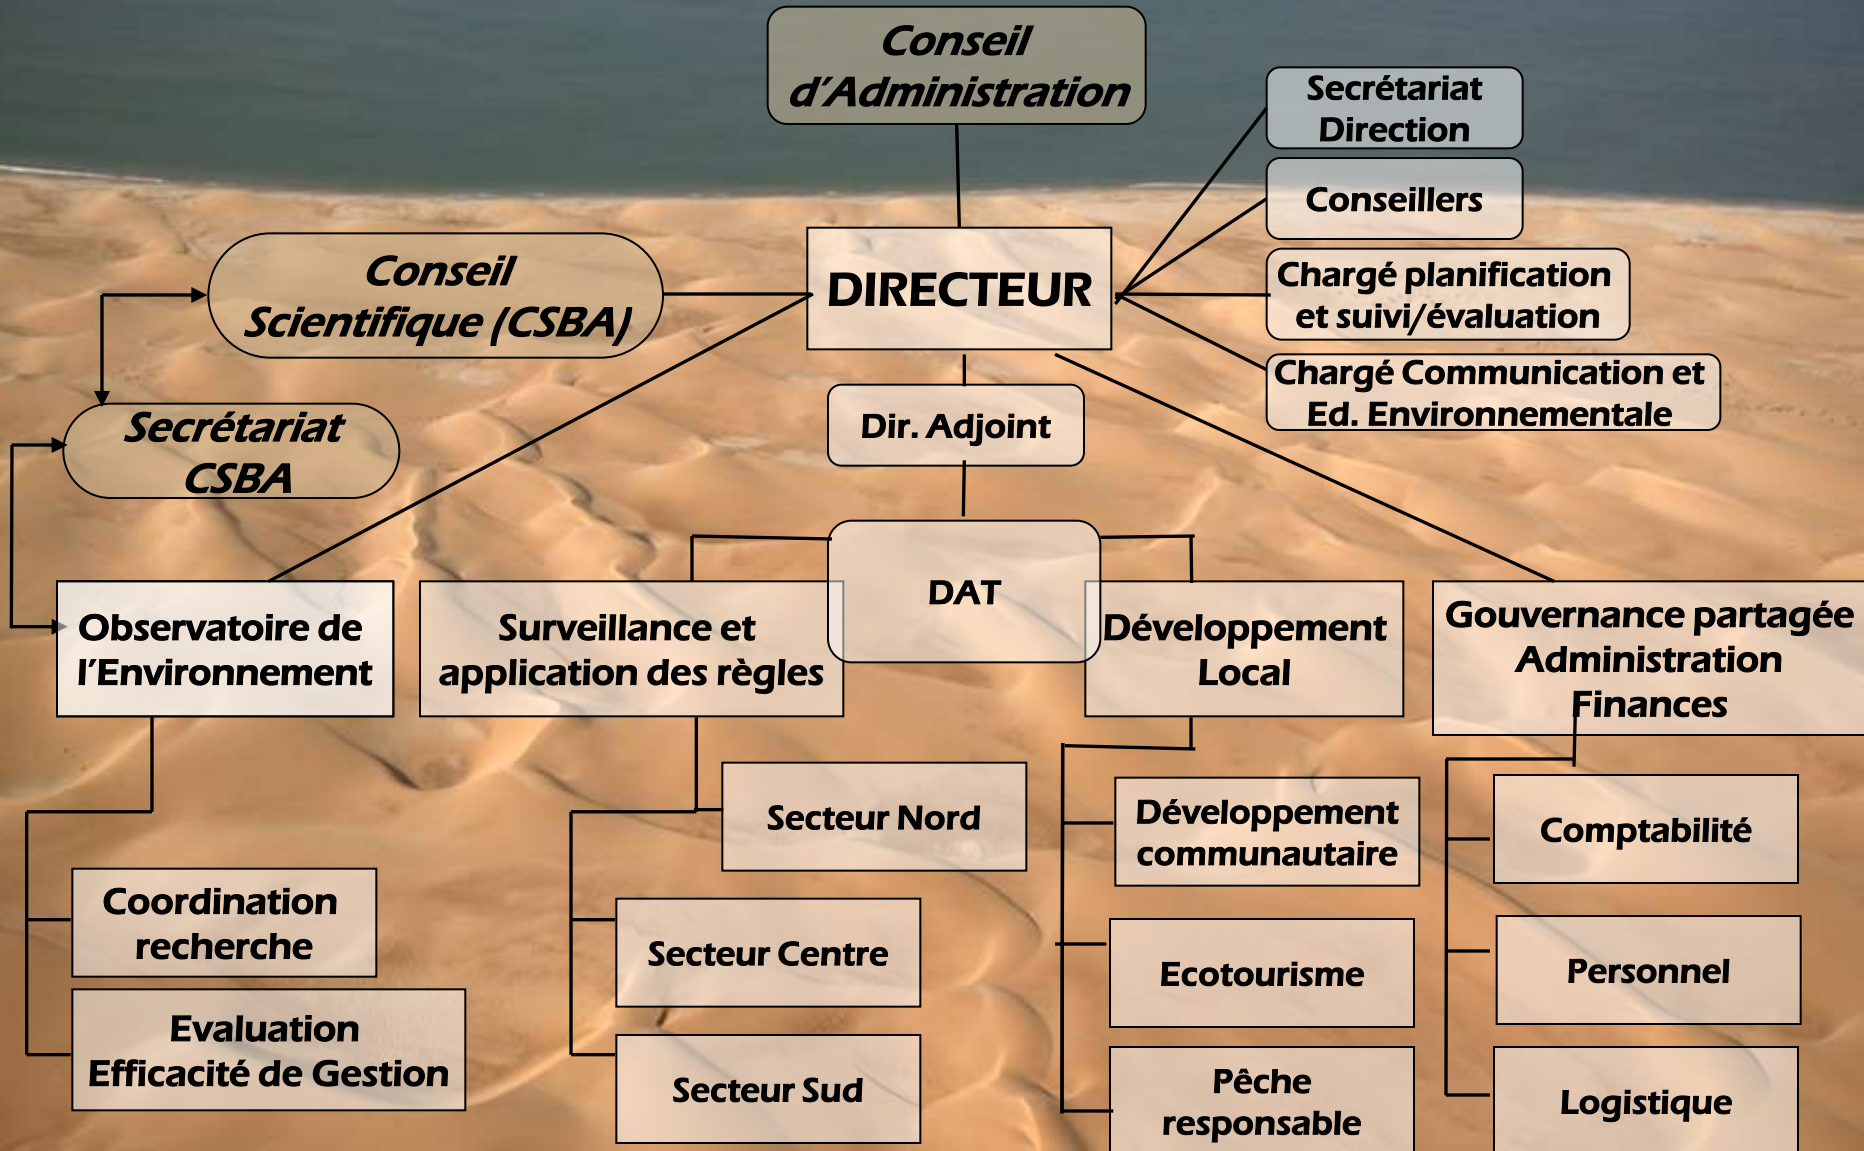 Conseil
d'Administration
Secrétariat
Direction
Conseillers
Conseil
Scientifique (CSBA)
DIRECTEUR
Chargé planification
et suivi/évaluation
Chargé Communication et
Ed. Environnementale
Dir. Adjoint
Secrétariat
CSBA
DAT
Observatoire de
l'Environnement
Surveillance et
application des règles
Développement
Local
Gouvernance partagée
Administration
Finances
Coordination
recherche
Evaluation
Efficacité de Gestion
Secteur Nord
Secteur Centre
Secteur Sud
Développement
communautaire
Ecotourisme
Pêche
responsable
Comptabilité
Personnel
Logistique